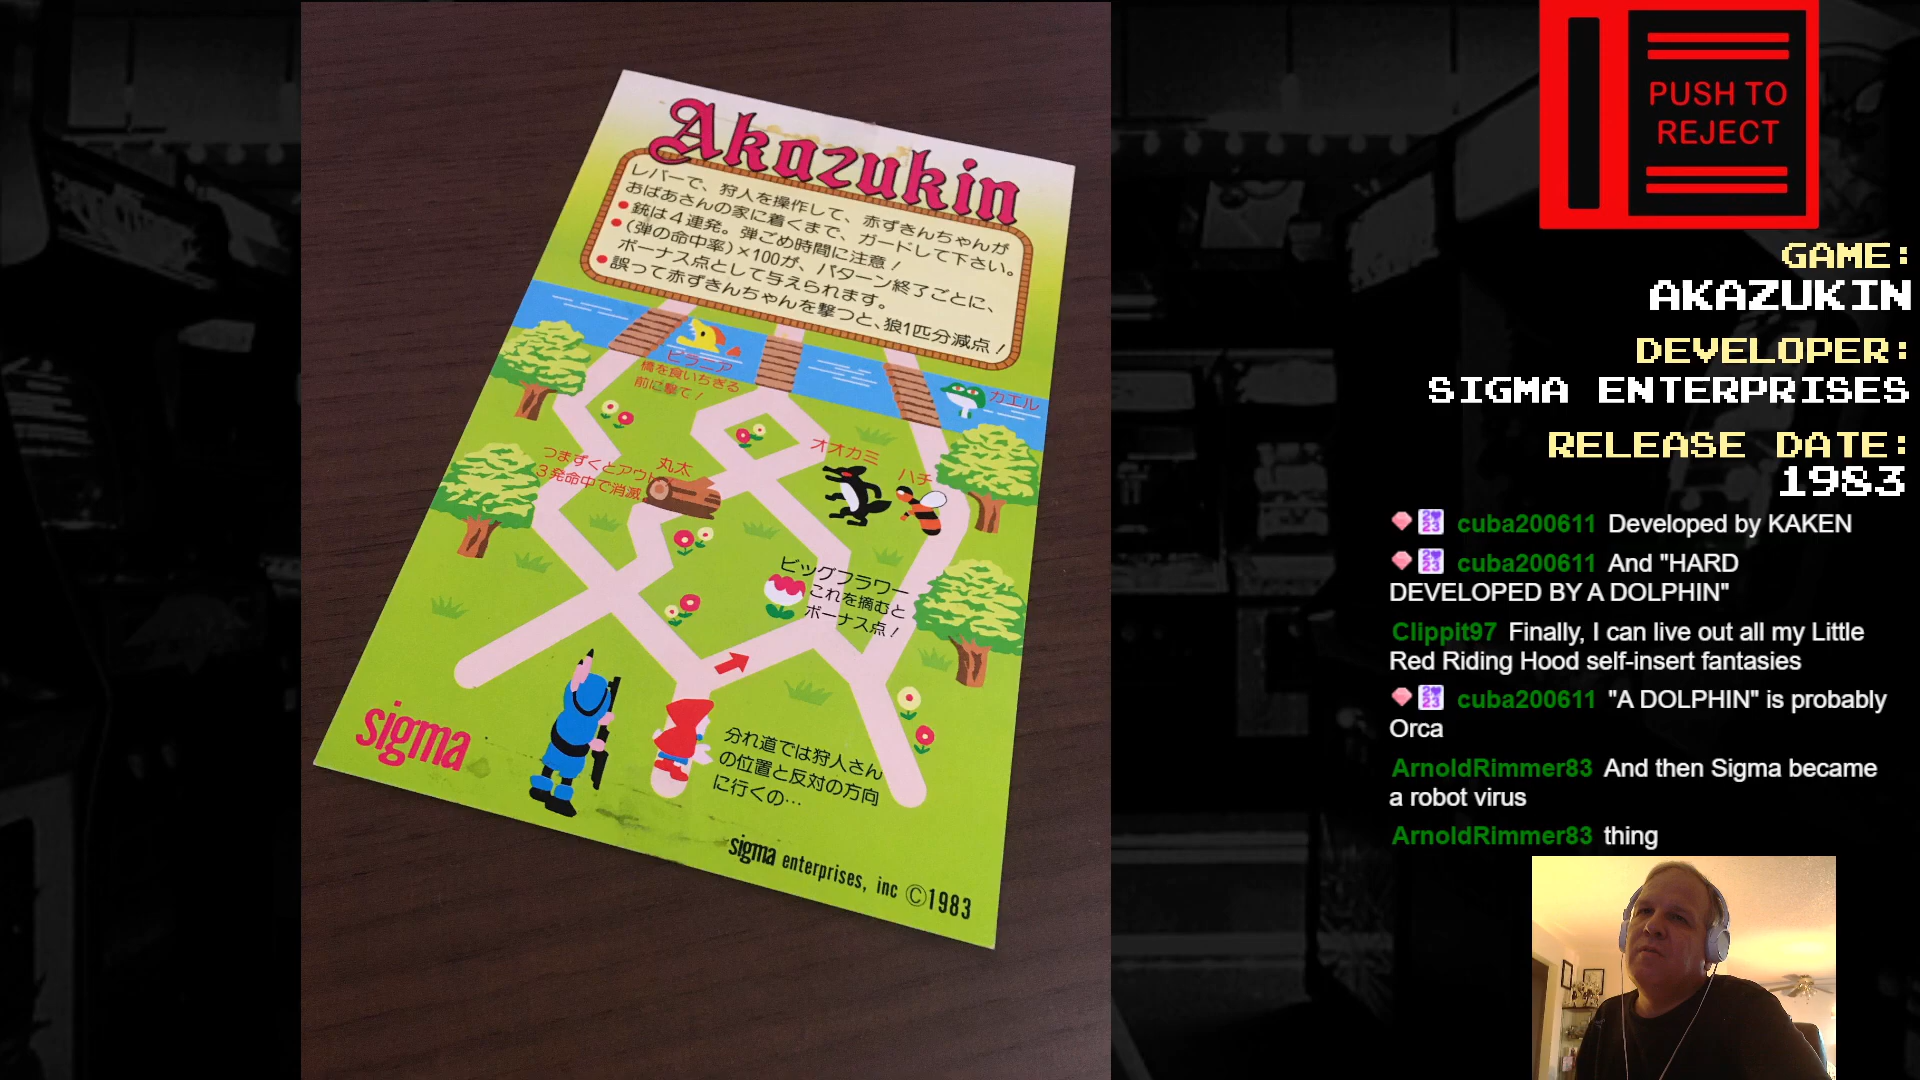 Akazukin
レバーで、狩人を操作して、赤ずきんちゃんが
おばあさんの家に着くまで、ガードして下さい。
●銃は4連発。弾ごめ時間に注意！
●(弾の命中率)×100が、パターン終了ごとに、
ボーナス点として与えられます。
●誤って赤ずきんちゃんを撃つと、狼1匹分減点！
ピラニア
橋を食いちぎる
前に撃て！
カエル
オオカミ
ハチ
つまずくとアウト
3発命中で消滅
丸太
ビッグフラワー
これを摘むと
ボーナス点！
分れ道では狩人さん
の位置と反対の方向
に行くの…
sigma
sigma enterprises, inc ©1983
PUSH TO
REJECT
GAME:
AKAZUKIN
DEVELOPER:
SIGMA ENTERPRISES
RELEASE DATE:
1983
cuba200611 Developed by KAKEN
cuba200611 And "HARD
DEVELOPED BY A DOLPHIN"
Clippit97 Finally, I can live out all my Little
Red Riding Hood self-insert fantasies
cuba200611 "A DOLPHIN" is probably
Orca
ArnoldRimmer83 And then Sigma became
a robot virus
ArnoldRimmer83 thing